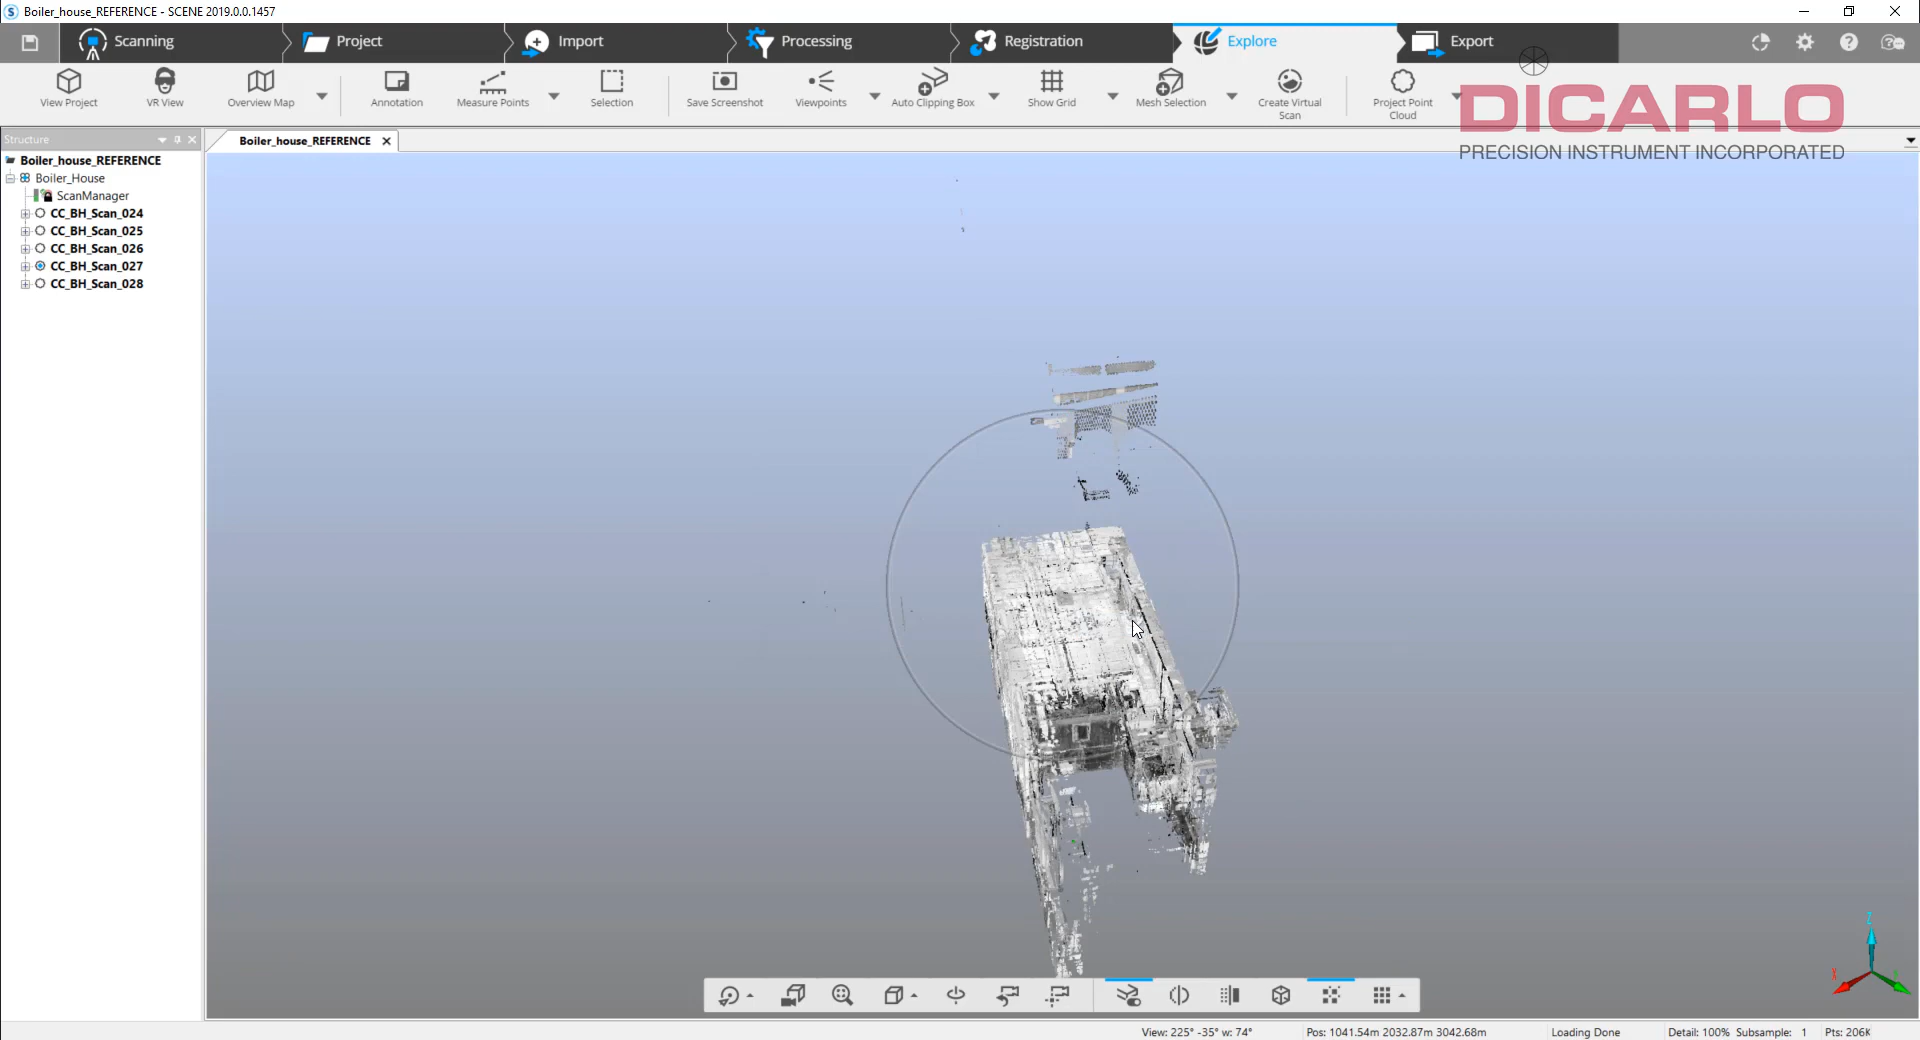 Boiler_house_REFERENCE - SCENE 2019.0.0.1457
Scanning
Project
Import
Processing
Registration
Explore
Export
View Project
VR View
Overview Map
Annotation
Measure Points
Selection
Save Screenshot
Viewpoints
Auto Clipping Box
Show Grid
Mesh Selection
Create Virtual
Scan
Project Point
Cloud
DICARLO
PRECISION INSTRUMENT INCORPORATED
Structure
Boiler_house_REFERENCE
Boiler_house_REFERENCE
Boiler_House
ScanManager
CC_BH_Scan_024
CC_BH_Scan_025
CC_BH_Scan_026
CC_BH_Scan_027
CC_BH_Scan_028
Z
X
View: 225° -35° w: 74°
Pos: 1041.54m 2032.87m 3042.68m
Loading Done
Detail: 100% Subsample: 1
Pts: 206K